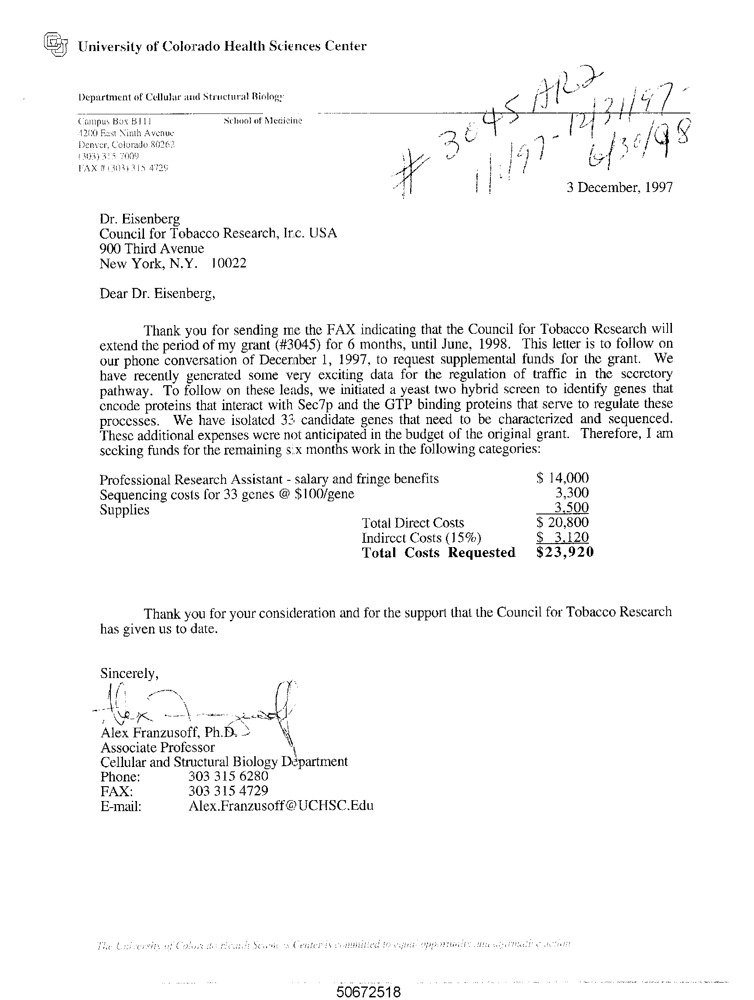 University of Colorado Health Sciences Center
Department of Cellular and Structural Biology
Campus Box B111 School of Medicine
4200 East Ninth Avenue
Denver, Colorado 80262
(303) 315 7009
FAX # (303) 315 4729
# 3045 AR2
1/1/97 - 12/31/97-
6/30/98
3 December, 1997
Dr. Eisenberg
Council for Tobacco Research, Inc. USA
900 Third Avenue
New York, N.Y. 10022
Dear Dr. Eisenberg,
Thank you for sending me the FAX indicating that the Council for Tobacco Research will
extend the period of my grant (#3045) for 6 months, until June, 1998. This letter is to follow on
our phone conversation of December 1, 1997, to request supplemental funds for the grant. We
have recently generated some very exciting data for the regulation of traffic in the secretory
pathway. To follow on these leads, we initiated a yeast two hybrid screen to identify genes that
encode proteins that interact with Sec7p and the GTP binding proteins that serve to regulate these
processes. We have isolated 33 candidate genes that need to be characterized and sequenced.
These additional expenses were not anticipated in the budget of the original grant. Therefore, I am
seeking funds for the remaining six months work in the following categories:
Professional Research Assistant - salary and fringe benefits $ 14,000
Sequencing costs for 33 genes @ $100/gene 3,300
Supplies 3,500
Total Direct Costs $ 20,800
Indirect Costs (15%) $ 3,120
Total Costs Requested $23,920
Thank you for your consideration and for the support that the Council for Tobacco Research
has given us to date.
Sincerely,
Alex Franzusoff
Alex Franzusoff, Ph.D.
Associate Professor
Cellular and Structural Biology Department
Phone: 303 315 6280
FAX: 303 315 4729
E-mail: Alex.Franzusoff@UCHSC.Edu
The University of Colorado Health Sciences Center is committed to equal opportunity and affirmative action
50672518